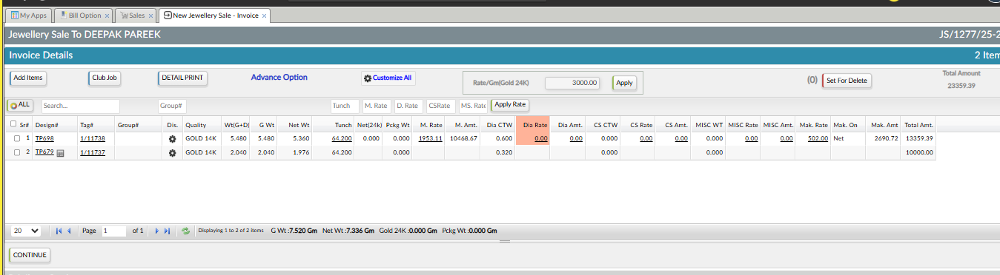 My Apps Bill Option × Sales × New Jewellery Sale - Invoice ×
Jewellery Sale To DEEPAK PAREEK JS/1277/25-2
Invoice Details 2 Item
Add Items Club Job DETAIL PRINT Advance Option Customize All Rate/Gm(Gold 24K) 3000.00 Apply (0) Set For Delete Total Amount
23359.39
ALL Search... Group# Tunch M. Rate D. Rate CSRate MS. Rat Apply Rate
Sr# Design# Tag# Group# Dis. Quality Wt(G+D) G Wt Net Wt Tunch Net(24k) Pckg Wt M. Rate M. Amt. Dia CTW Dia Rate Dia Amt. CS CTW CS Rate CS Amt. MISC WT MISC Rate MISC Amt. Mak. Rate Mak. On Mak. Amt Total Amt.
1 TP698 1/11738 GOLD 14K 5.480 5.480 5.360 64.200 0.000 0.000 1953.11 10468.67 0.600 0.00 0.00 0.000 0.00 0.00 0.000 0.00 0.00 502.00 Net 2690.72 13359.39
2 TP679 1/11737 GOLD 14K 2.040 2.040 1.976 64.200 0.000 0.320 0.000 0.000 10000.00
20 Page 1 of 1 Displaying 1 to 2 of 2 items G Wt :7.520 Gm Net Wt :7.336 Gm Gold 24K :0.000 Gm Pckg Wt :0.000 Gm
CONTINUE